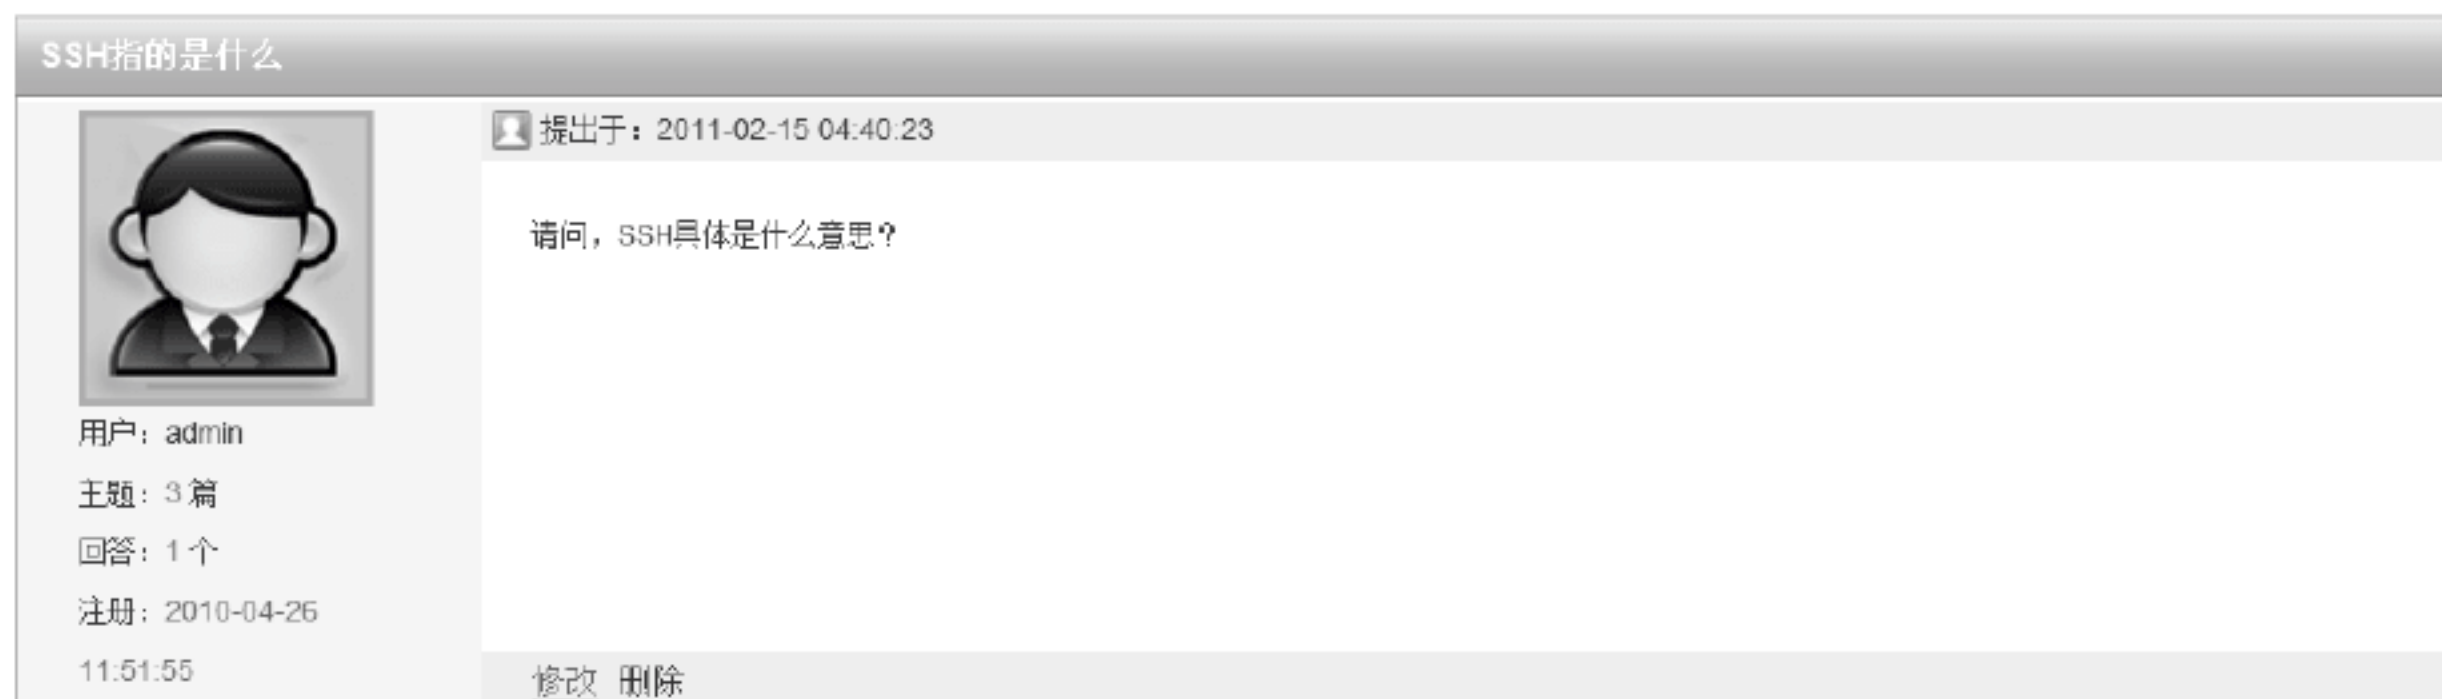 SSH指的是什么
提出于：2011-02-15 04:40:23
请问，SSH具体是什么意思？
用户：admin
主题：3 篇
回答：1 个
注册：2010-04-26
11:51:55
修改 删除